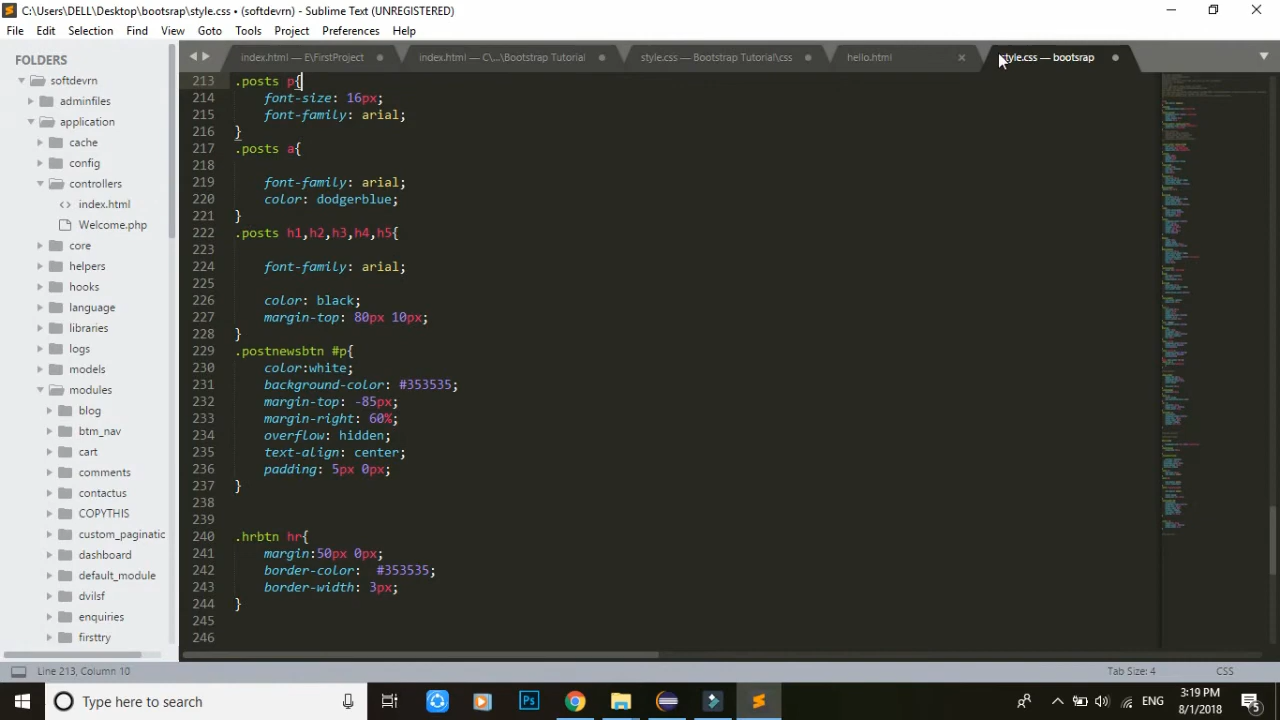 C:\Users\DELL\Desktop\bootsrap\style.css • (softdevrn) - Sublime Text (UNREGISTERED)
File Edit Selection Find View Goto Tools Project Preferences Help
FOLDERS
softdevrn
adminfiles
application
cache
config
controllers
<> index.html
Welcome.php
core
helpers
hooks
language
libraries
logs
models
modules
blog
btm_nav
cart
comments
contactus
COPYTHIS
custom_paginatic
dashboard
default_module
dvilsf
enquiries
firsttry
index.html — E\FirstProject
index.html — C\...\Bootstrap Tutorial
style.css — Bootstrap Tutorial\css
hello.html
style.css — bootsrap
213 .posts p{
214 font-size: 16px;
215 font-family: arial;
216 }
217 .posts a{
218
219 font-family: arial;
220 color: dodgerblue;
221 }
222 .posts h1,h2,h3,h4,h5{
223
224 font-family: arial;
225
226 color: black;
227 margin-top: 80px 10px;
228 }
229 .postnewsbtn #p{
230 color:white;
231 background-color: #353535;
232 margin-top: -85px;
233 margin-right: 60%;
234 overflow: hidden;
235 text-align: center;
236 padding: 5px 0px;
237 }
238
239
240 .hrbtn hr{
241 margin:50px 0px;
242 border-color:  #353535;
243 border-width: 3px;
244 }
245
246
Line 213, Column 10
Tab Size: 4
CSS
Type here to search
Ps
ENG
3:19 PM
8/1/2018
5